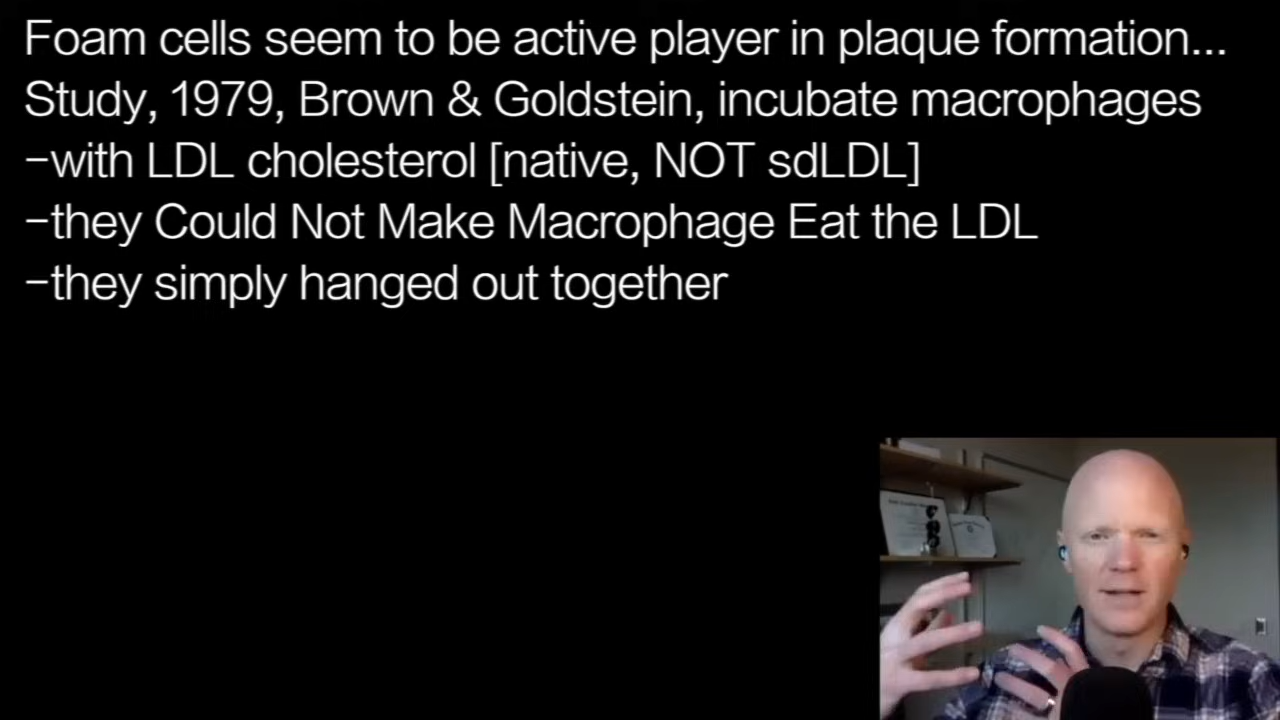 Foam cells seem to be active player in plaque formation...
Study, 1979, Brown & Goldstein, incubate macrophages
−with LDL cholesterol [native, NOT sdLDL]
−they Could Not Make Macrophage Eat the LDL
−they simply hanged out together